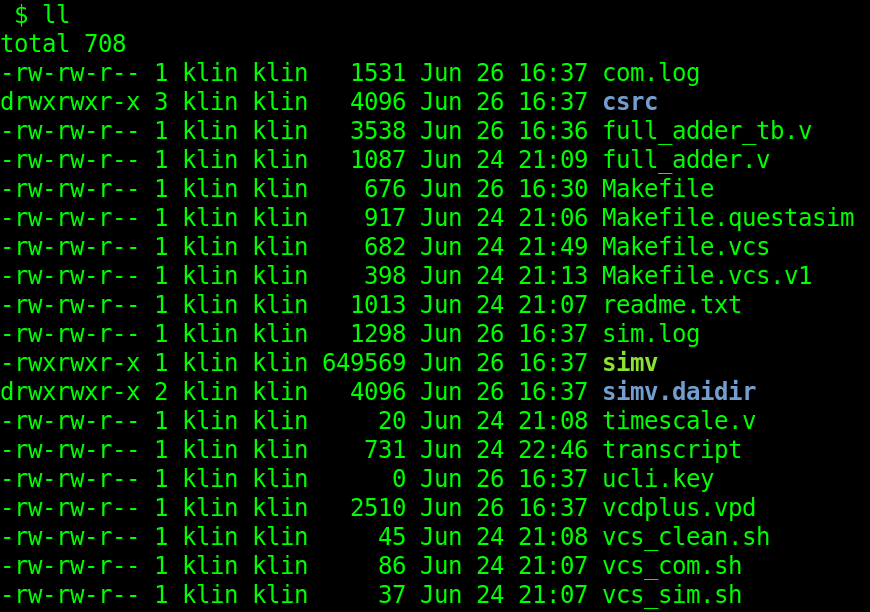 $ ll
total 708
-rw-rw-r-- 1 klin klin   1531 Jun 26 16:37 com.log
drwxrwxr-x 3 klin klin   4096 Jun 26 16:37 csrc
-rw-rw-r-- 1 klin klin   3538 Jun 26 16:36 full_adder_tb.v
-rw-rw-r-- 1 klin klin   1087 Jun 24 21:09 full_adder.v
-rw-rw-r-- 1 klin klin    676 Jun 26 16:30 Makefile
-rw-rw-r-- 1 klin klin    917 Jun 24 21:06 Makefile.questasim
-rw-rw-r-- 1 klin klin    682 Jun 24 21:49 Makefile.vcs
-rw-rw-r-- 1 klin klin    398 Jun 24 21:13 Makefile.vcs.v1
-rw-rw-r-- 1 klin klin   1013 Jun 24 21:07 readme.txt
-rw-rw-r-- 1 klin klin   1298 Jun 26 16:37 sim.log
-rwxrwxr-x 1 klin klin 649569 Jun 26 16:37 simv
drwxrwxr-x 2 klin klin   4096 Jun 26 16:37 simv.daidir
-rw-rw-r-- 1 klin klin     20 Jun 24 21:08 timescale.v
-rw-rw-r-- 1 klin klin    731 Jun 24 22:46 transcript
-rw-rw-r-- 1 klin klin      0 Jun 26 16:37 ucli.key
-rw-rw-r-- 1 klin klin   2510 Jun 26 16:37 vcdplus.vpd
-rw-rw-r-- 1 klin klin     45 Jun 24 21:08 vcs_clean.sh
-rw-rw-r-- 1 klin klin     86 Jun 24 21:07 vcs_com.sh
-rw-rw-r-- 1 klin klin     37 Jun 24 21:07 vcs_sim.sh